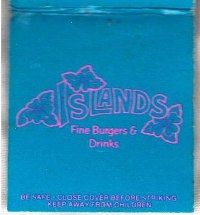 ISLANDS
Fine Burgers &
Drinks
BE SAFE / CLOSE COVER BEFORE STRIKING
KEEP AWAY FROM CHILDREN